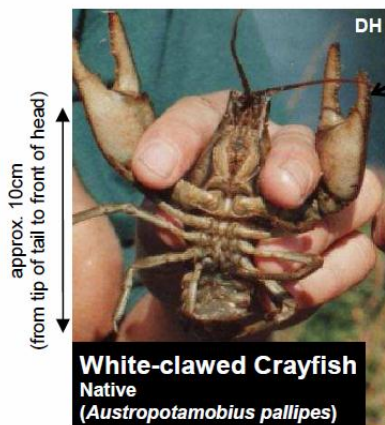 DH
approx. 10cm
(from tip of tail to front of head)
White-clawed Crayfish
Native
(Austropotamobius pallipes)